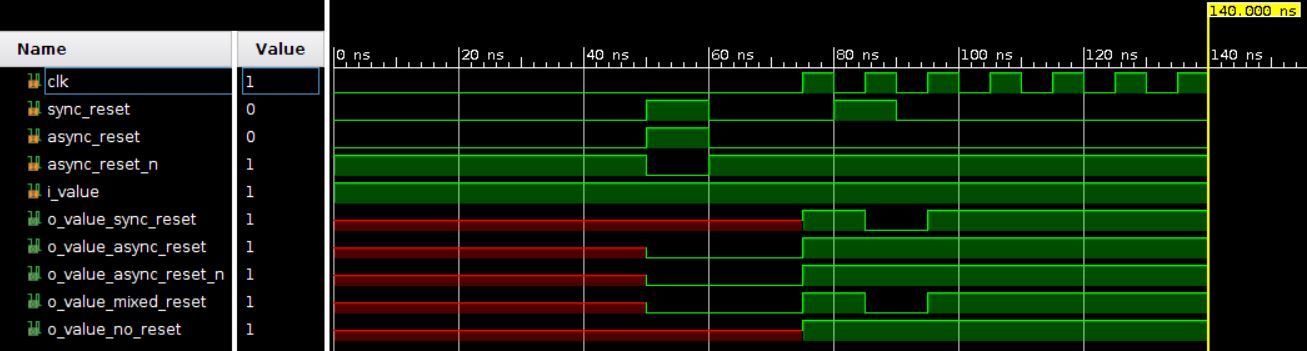 140.000 ns
Name Value
0 ns 20 ns 40 ns 60 ns 80 ns 100 ns 120 ns 140 ns
clk 1
sync_reset 0
async_reset 0
async_reset_n 1
i_value 1
o_value_sync_reset 1
o_value_async_reset 1
o_value_async_reset_n 1
o_value_mixed_reset 1
o_value_no_reset 1